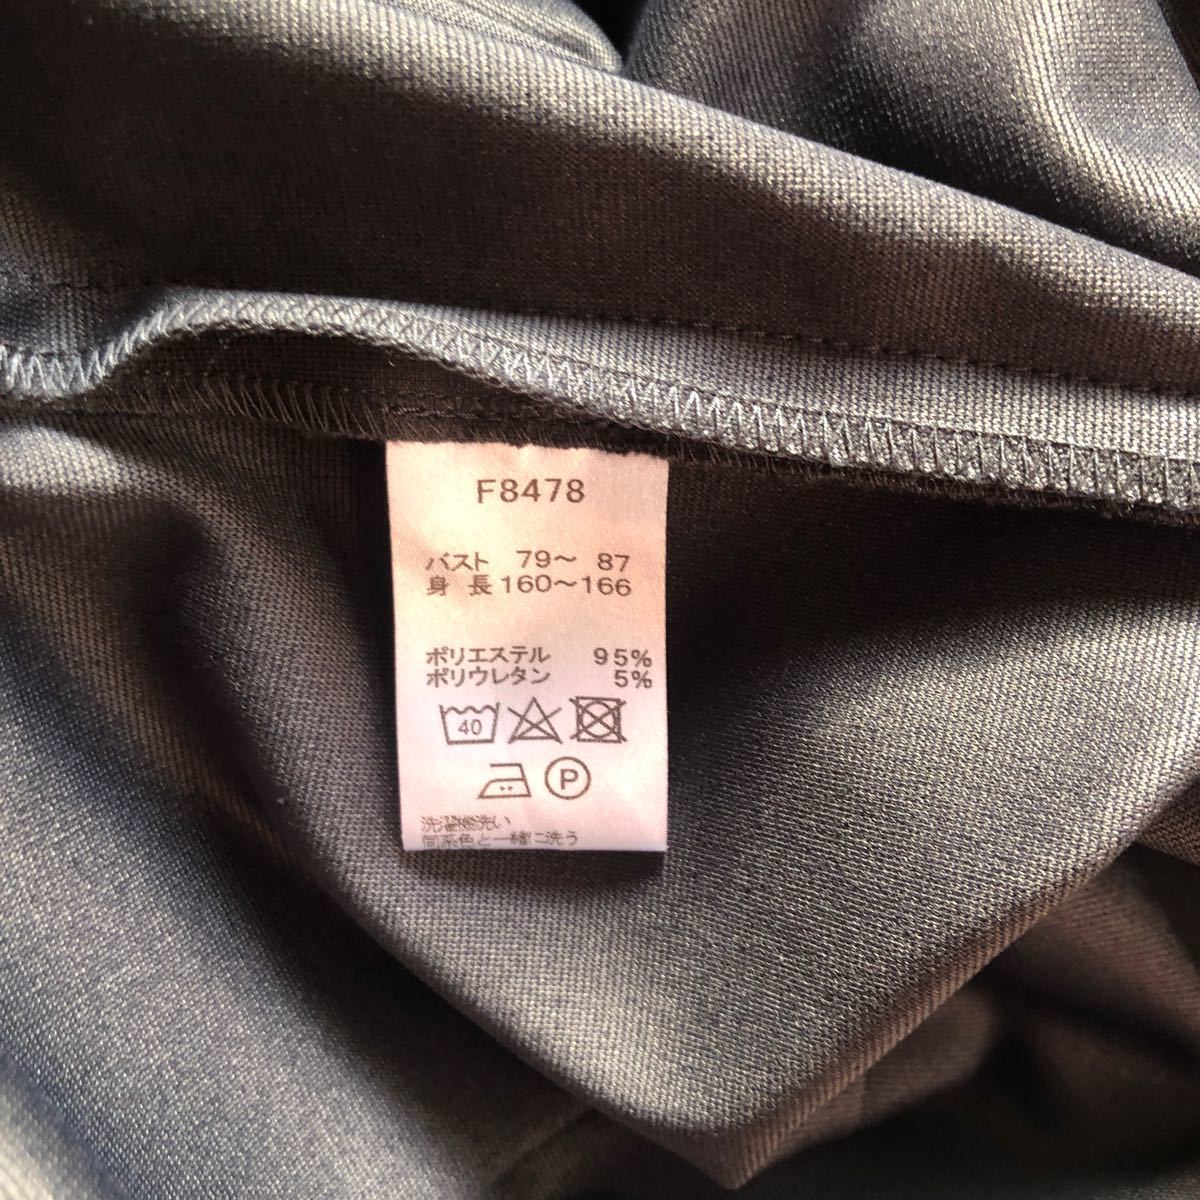 F8478
バスト 79～ 87
身 長160～166
ポリエステル 95%
ポリウレタン 5%
40
P
洗濯機洗い
同系色と一緒に洗う